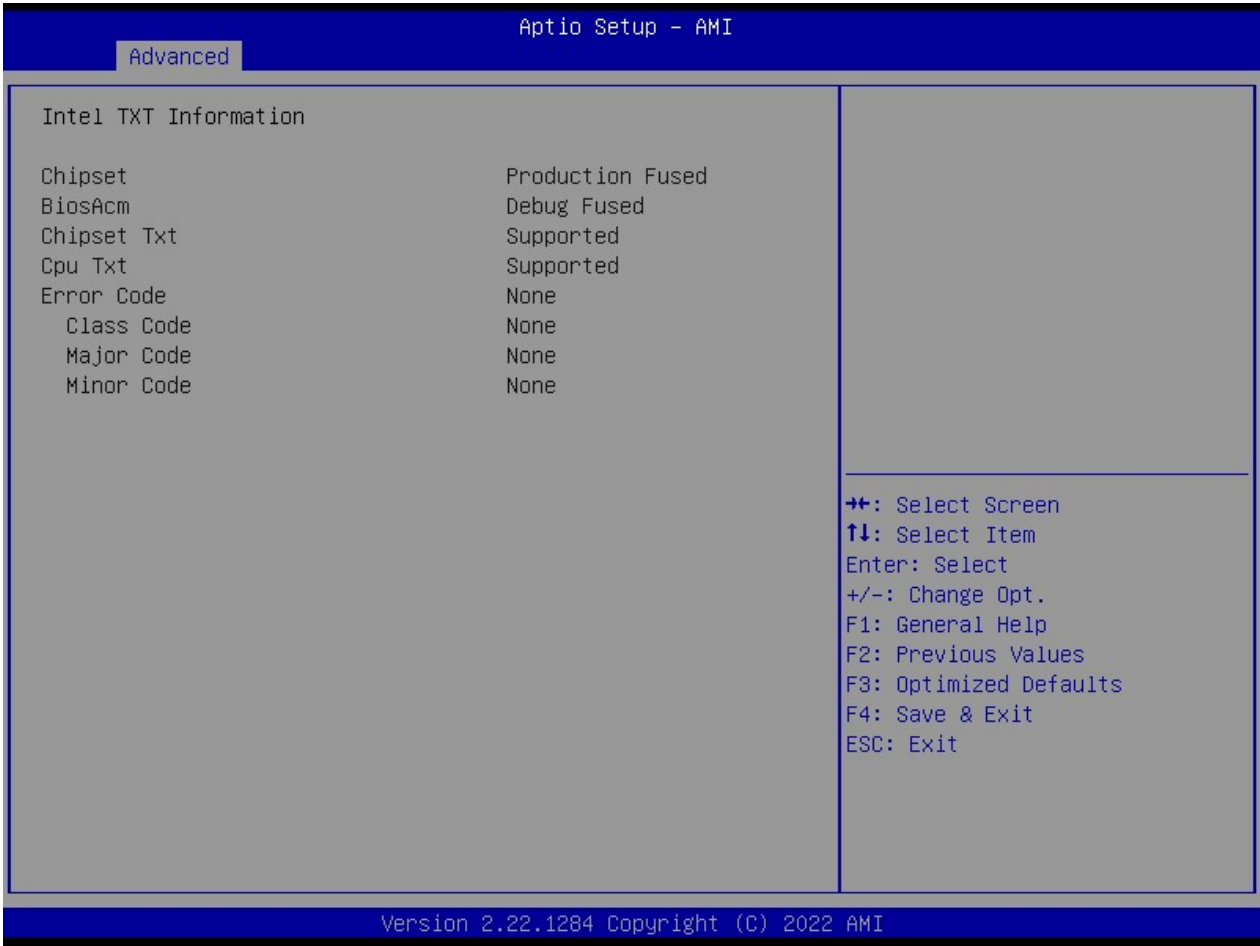 Aptio Setup – AMI
Advanced
Intel TXT Information
Chipset Production Fused
BiosAcm Debug Fused
Chipset Txt Supported
Cpu Txt Supported
Error Code None
Class Code None
Major Code None
Minor Code None
→←: Select Screen
↑↓: Select Item
Enter: Select
+/-: Change Opt.
F1: General Help
F2: Previous Values
F3: Optimized Defaults
F4: Save & Exit
ESC: Exit
Version 2.22.1284 Copyright (C) 2022 AMI